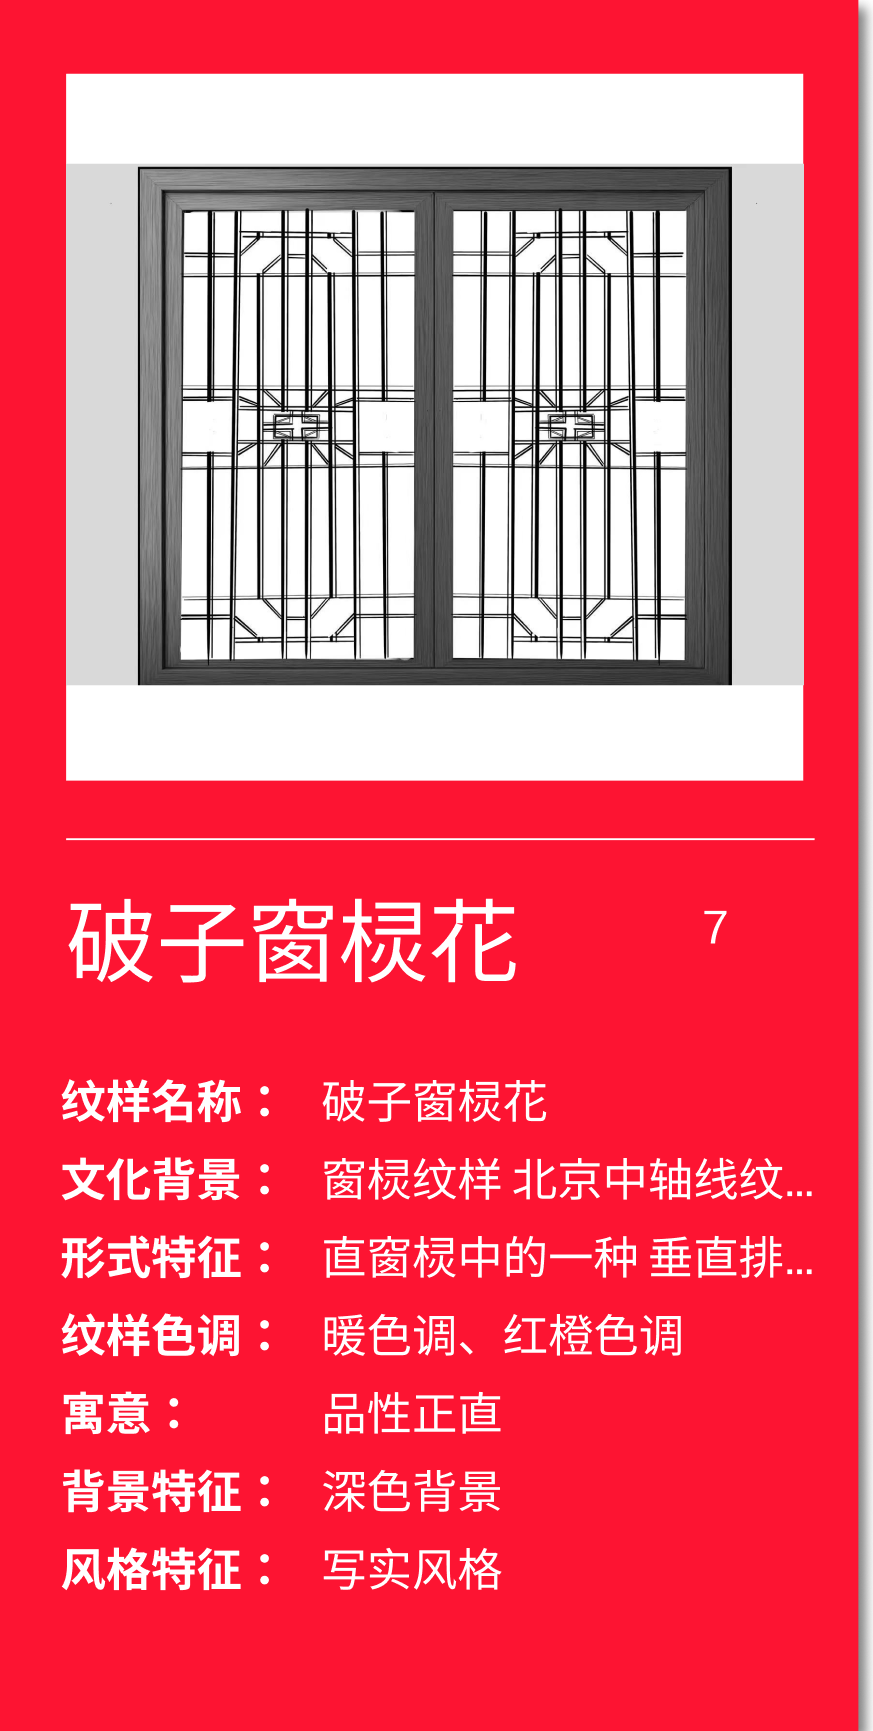 破子窗棂花
7
纹样名称： 破子窗棂花
文化背景： 窗棂纹样 北京中轴线纹...
形式特征： 直窗棂中的一种 垂直排...
纹样色调： 暖色调、红橙色调
寓意： 品性正直
背景特征： 深色背景
风格特征： 写实风格